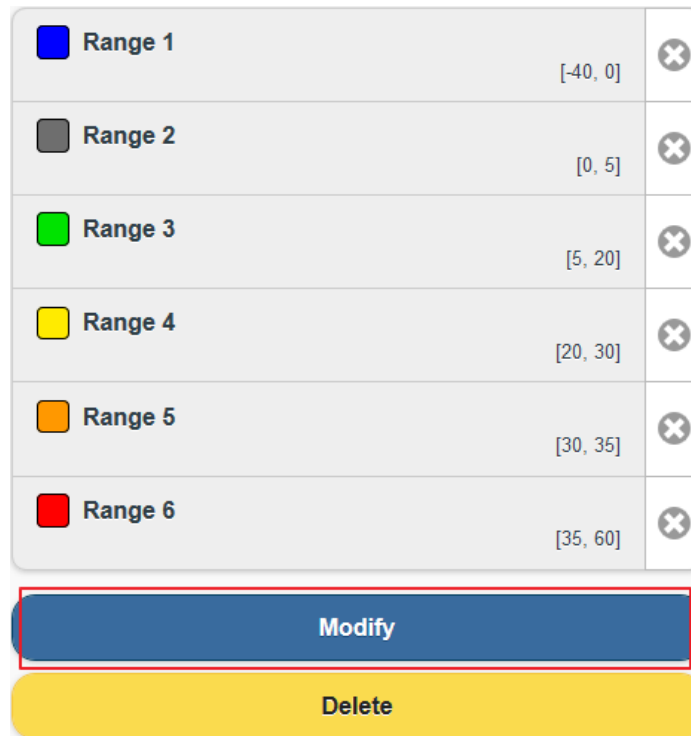 Range 1
[-40, 0]
Range 2
[0, 5]
Range 3
[5, 20]
Range 4
[20, 30]
Range 5
[30, 35]
Range 6
[35, 60]
Modify
Delete